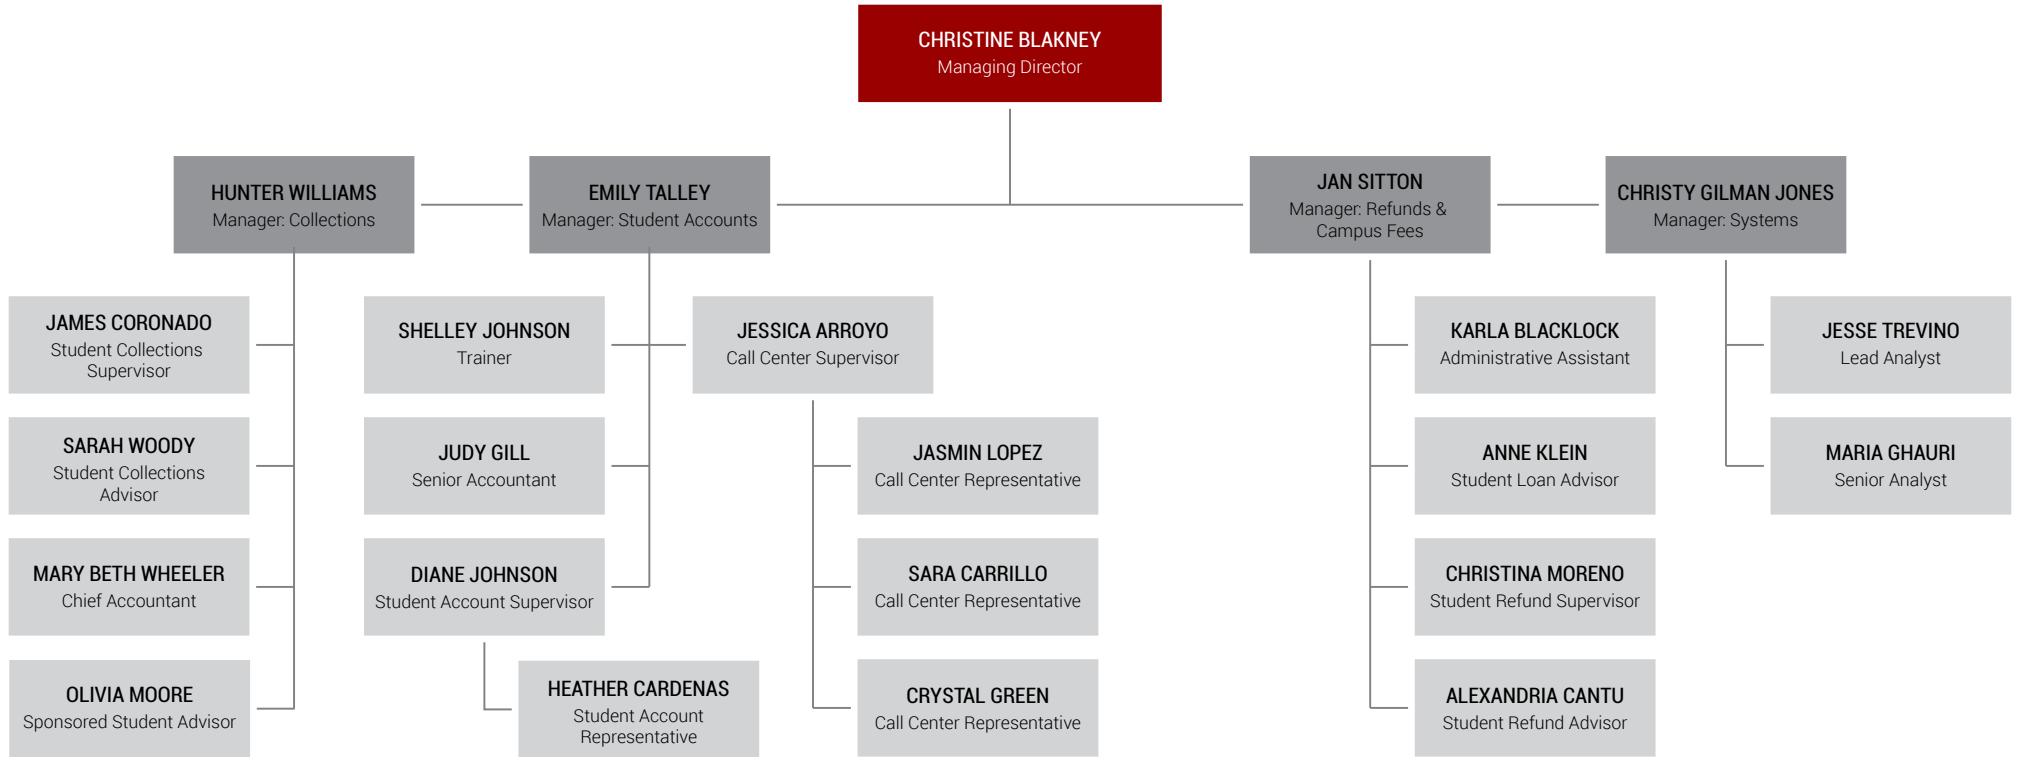 CHRISTINE BLAKNEY
Managing Director
HUNTER WILLIAMS
Manager: Collections
EMILY TALLEY
Manager: Student Accounts
JAN SITTON
Manager: Refunds &
Campus Fees
CHRISTY GILMAN JONES
Manager: Systems
JAMES CORONADO
Student Collections
Supervisor
SARAH WOODY
Student Collections
Advisor
MARY BETH WHEELER
Chief Accountant
OLIVIA MOORE
Sponsored Student Advisor
SHELLEY JOHNSON
Trainer
JUDY GILL
Senior Accountant
DIANE JOHNSON
Student Account Supervisor
HEATHER CARDENAS
Student Account
Representative
JESSICA ARROYO
Call Center Supervisor
JASMIN LOPEZ
Call Center Representative
SARA CARRILLO
Call Center Representative
CRYSTAL GREEN
Call Center Representative
KARLA BLACKLOCK
Administrative Assistant
ANNE KLEIN
Student Loan Advisor
CHRISTINA MORENO
Student Refund Supervisor
ALEXANDRIA CANTU
Student Refund Advisor
JESSE TREVINO
Lead Analyst
MARIA GHAURI
Senior Analyst